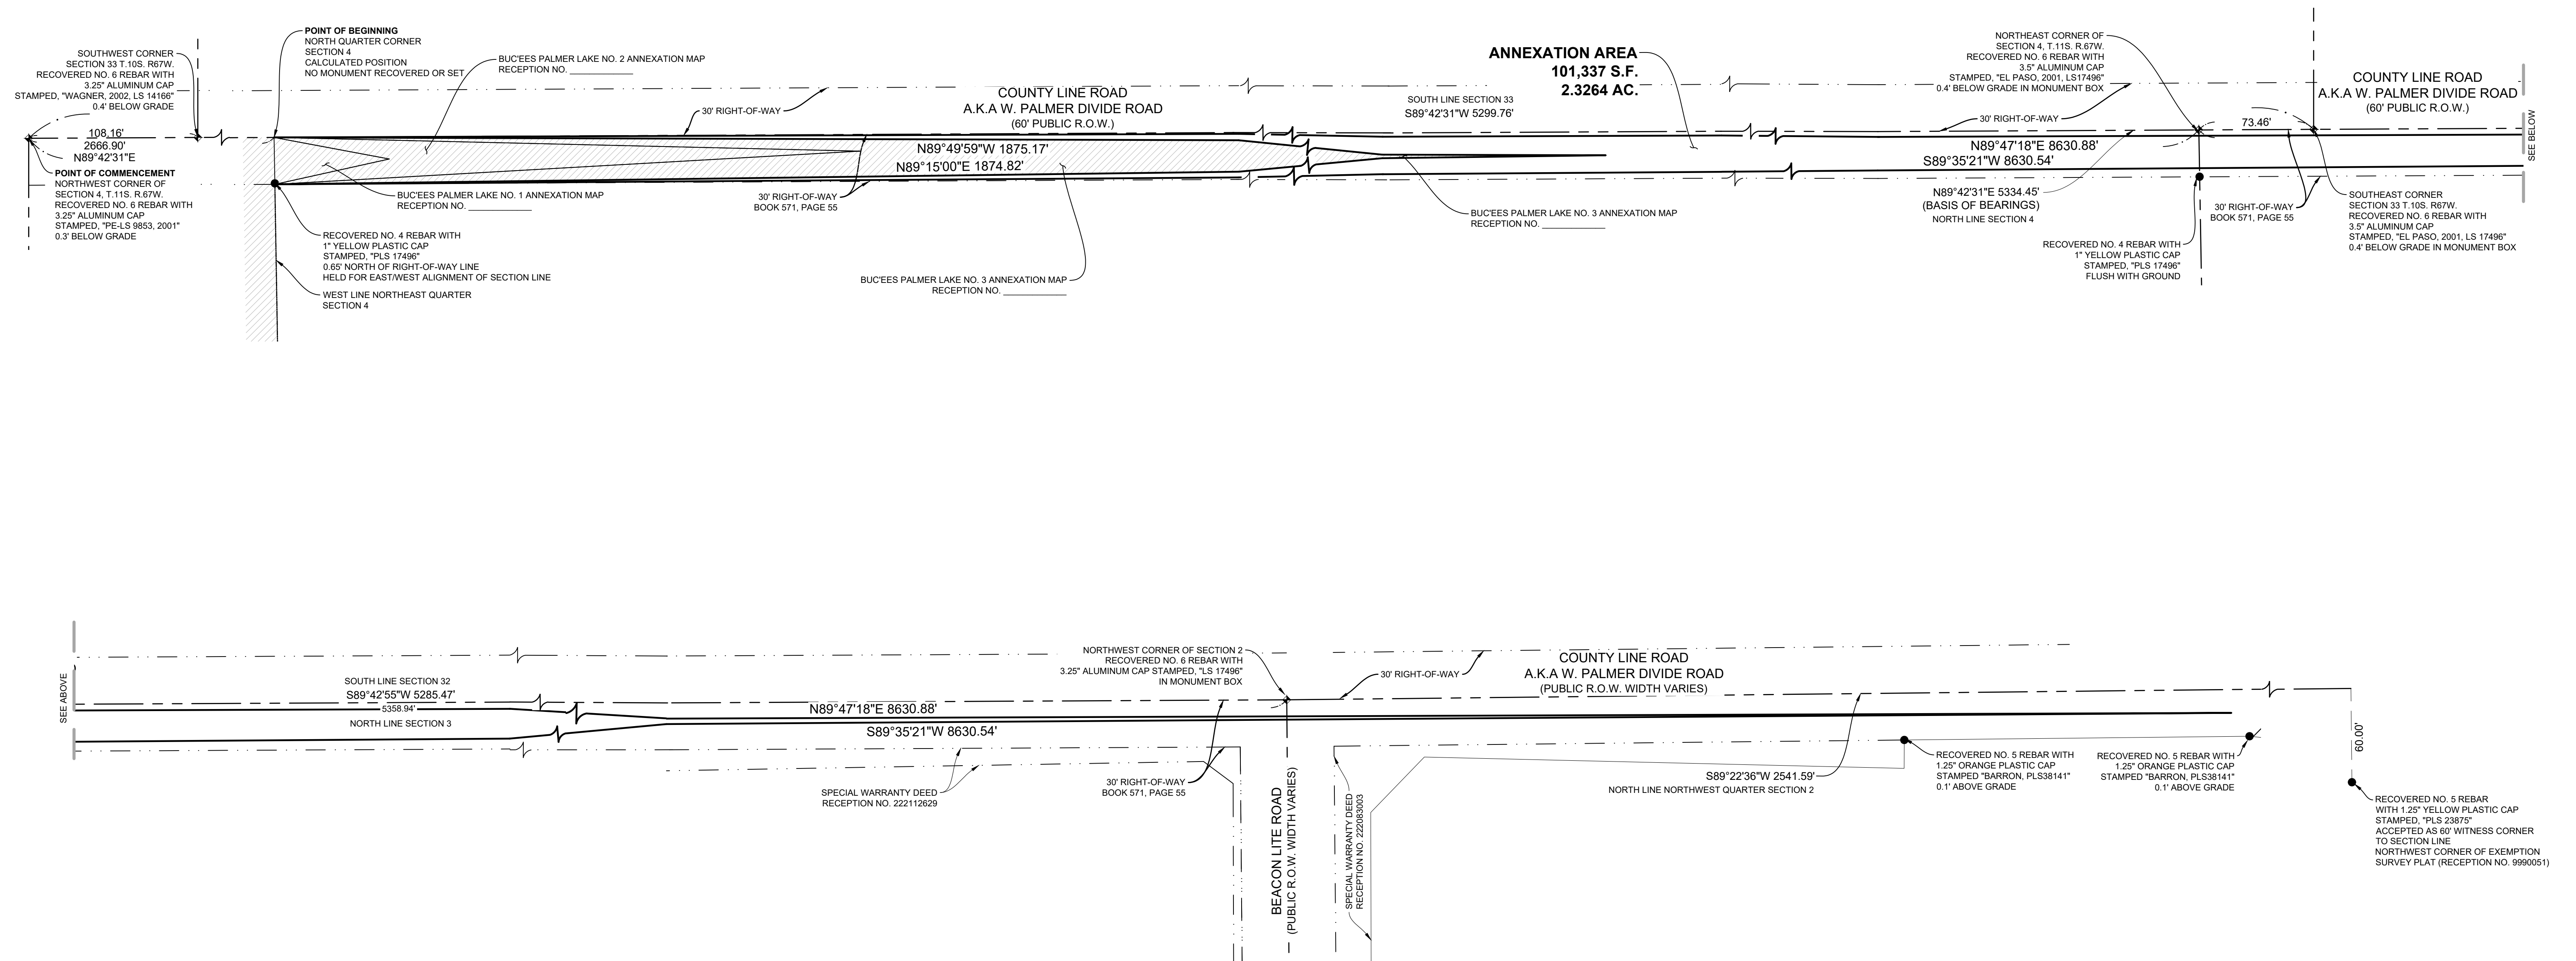 SOUTHWEST CORNER
SECTION 33 T.10S. R67W.
RECOVERED NO. 6 REBAR WITH
3.25" ALUMINUM CAP
STAMPED, "WAGNER, 2002, LS 14166"
0.4' BELOW GRADE
108.16'
2666.90'
N89°42'31"E
POINT OF COMMENCEMENT
NORTHWEST CORNER OF
SECTION 4, T.11S. R.67W.
RECOVERED NO. 6 REBAR WITH
3.25" ALUMINUM CAP
STAMPED, "PE-LS 9853, 2001"
0.3' BELOW GRADE
POINT OF BEGINNING
NORTH QUARTER CORNER
SECTION 4
CALCULATED POSITION
NO MONUMENT RECOVERED OR SET
BUC'EES PALMER LAKE NO. 2 ANNEXATION MAP
RECEPTION NO. _____________
BUC'EES PALMER LAKE NO. 1 ANNEXATION MAP
RECEPTION NO. _____________
RECOVERED NO. 4 REBAR WITH
1" YELLOW PLASTIC CAP
STAMPED, "PLS 17496"
0.65' NORTH OF RIGHT-OF-WAY LINE
HELD FOR EAST/WEST ALIGNMENT OF SECTION LINE
WEST LINE NORTHEAST QUARTER
SECTION 4
30' RIGHT-OF-WAY
COUNTY LINE ROAD
A.K.A W. PALMER DIVIDE ROAD
(60' PUBLIC R.O.W.)
N89°49'59"W 1875.17'
N89°15'00"E 1874.82'
30' RIGHT-OF-WAY
BOOK 571, PAGE 55
BUC'EES PALMER LAKE NO. 3 ANNEXATION MAP
RECEPTION NO. _____________
ANNEXATION AREA
101,337 S.F.
2.3264 AC.
SOUTH LINE SECTION 33
S89°42'31"W 5299.76'
BUC'EES PALMER LAKE NO. 3 ANNEXATION MAP
RECEPTION NO. _____________
NORTHEAST CORNER OF
SECTION 4, T.11S. R.67W.
RECOVERED NO. 6 REBAR WITH
3.5" ALUMINUM CAP
STAMPED, "EL PASO, 2001, LS17496"
0.4' BELOW GRADE IN MONUMENT BOX
30' RIGHT-OF-WAY
73.46'
N89°47'18"E 8630.88'
S89°35'21"W 8630.54'
N89°42'31"E 5334.45'
(BASIS OF BEARINGS)
NORTH LINE SECTION 4
RECOVERED NO. 4 REBAR WITH
1" YELLOW PLASTIC CAP
STAMPED, "PLS 17496"
FLUSH WITH GROUND
30' RIGHT-OF-WAY
BOOK 571, PAGE 55
COUNTY LINE ROAD
A.K.A W. PALMER DIVIDE ROAD
(60' PUBLIC R.O.W.)
SEE BELOW
SOUTHEAST CORNER
SECTION 33 T.10S. R67W.
RECOVERED NO. 6 REBAR WITH
3.5" ALUMINUM CAP
STAMPED, "EL PASO, 2001, LS 17496"
0.4' BELOW GRADE IN MONUMENT BOX
SEE ABOVE
SOUTH LINE SECTION 32
S89°42'55"W 5285.47'
5358.94'
NORTH LINE SECTION 3
N89°47'18"E 8630.88'
S89°35'21"W 8630.54'
SPECIAL WARRANTY DEED
RECEPTION NO. 222112629
NORTHWEST CORNER OF SECTION 2
RECOVERED NO. 6 REBAR WITH
3.25" ALUMINUM CAP STAMPED, "LS 17496"
IN MONUMENT BOX
30' RIGHT-OF-WAY
BOOK 571, PAGE 55
BEACON LITE ROAD
(PUBLIC R.O.W. WIDTH VARIES)
SPECIAL WARRANTY DEED
RECEPTION NO. 222083003
30' RIGHT-OF-WAY
COUNTY LINE ROAD
A.K.A W. PALMER DIVIDE ROAD
(PUBLIC R.O.W. WIDTH VARIES)
S89°22'36"W 2541.59'
NORTH LINE NORTHWEST QUARTER SECTION 2
RECOVERED NO. 5 REBAR WITH
1.25" ORANGE PLASTIC CAP
STAMPED "BARRON, PLS38141"
0.1' ABOVE GRADE
RECOVERED NO. 5 REBAR WITH
1.25" ORANGE PLASTIC CAP
STAMPED "BARRON, PLS38141"
0.1' ABOVE GRADE
60.00'
RECOVERED NO. 5 REBAR
WITH 1.25" YELLOW PLASTIC CAP
STAMPED, "PLS 23875"
ACCEPTED AS 60' WITNESS CORNER
TO SECTION LINE
NORTHWEST CORNER OF EXEMPTION
SURVEY PLAT (RECEPTION NO. 9990051)